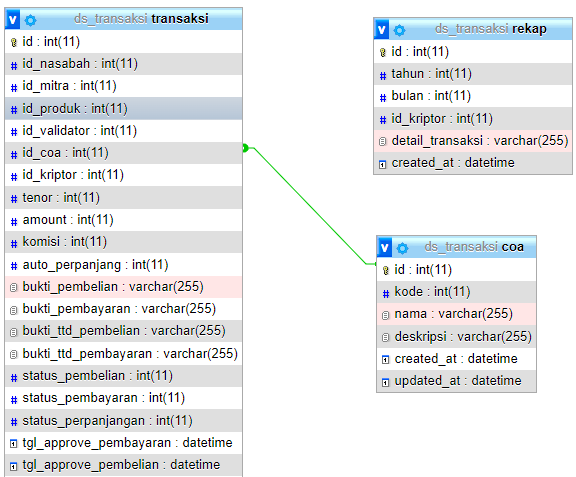 v ds_transaksi transaksi
id : int(11)
# id_nasabah : int(11)
# id_mitra : int(11)
# id_produk : int(11)
# id_validator : int(11)
# id_coa : int(11)
# id_kriptor : int(11)
# tenor : int(11)
# amount : int(11)
# komisi : int(11)
# auto_perpanjang : int(11)
bukti_pembelian : varchar(255)
bukti_pembayaran : varchar(255)
bukti_ttd_pembelian : varchar(255)
bukti_ttd_pembayaran : varchar(255)
# status_pembelian : int(11)
# status_pembayaran : int(11)
# status_perpanjangan : int(11)
tgl_approve_pembayaran : datetime
tgl_approve_pembelian : datetime
v ds_transaksi rekap
id : int(11)
# tahun : int(11)
# bulan : int(11)
# id_kriptor : int(11)
detail_transaksi : varchar(255)
created_at : datetime
v ds_transaksi coa
id : int(11)
# kode : int(11)
nama : varchar(255)
deskripsi : varchar(255)
created_at : datetime
updated_at : datetime